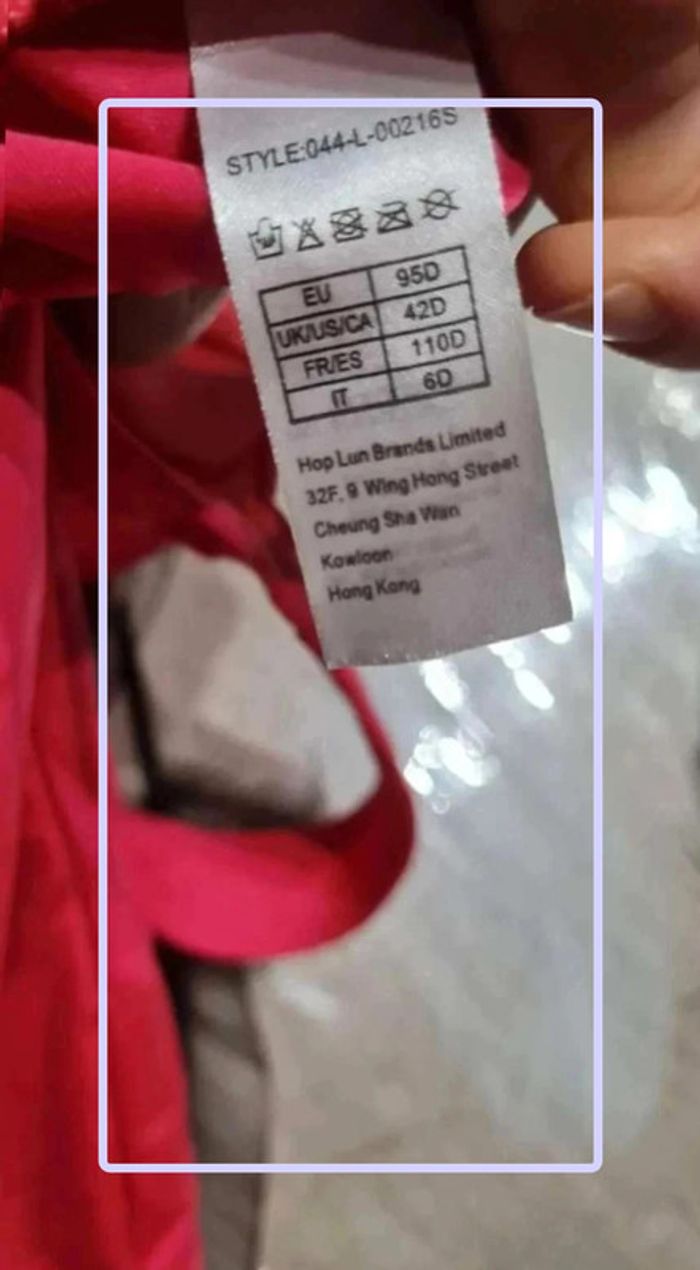 STYLE:044-L-00216S
EU 95D
UK/US/CA 42D
FR/ES 110D
IT 6D
Hop Lun Brands Limited
32F, 9 Wing Hong Street
Cheung Sha Wan
Kowloon
Hong Kong